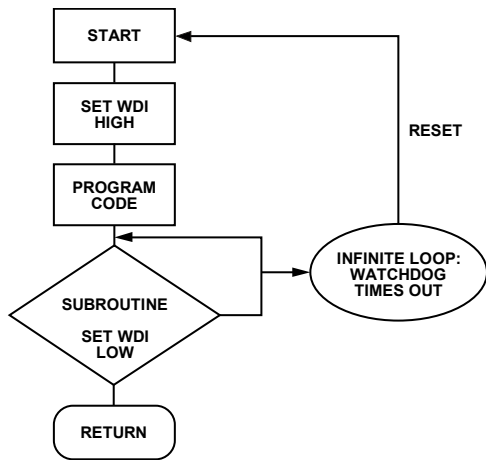 START
SET WDI
HIGH
PROGRAM
CODE
SUBROUTINE
SET WDI
LOW
RETURN
RESET
INFINITE LOOP:
WATCHDOG
TIMES OUT